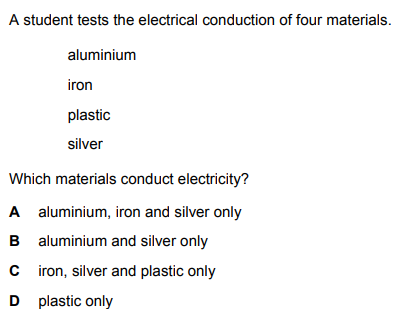 A student tests the electrical conduction of four materials.
aluminium
iron
plastic
silver
Which materials conduct electricity?
A aluminium, iron and silver only
B aluminium and silver only
C iron, silver and plastic only
D plastic only